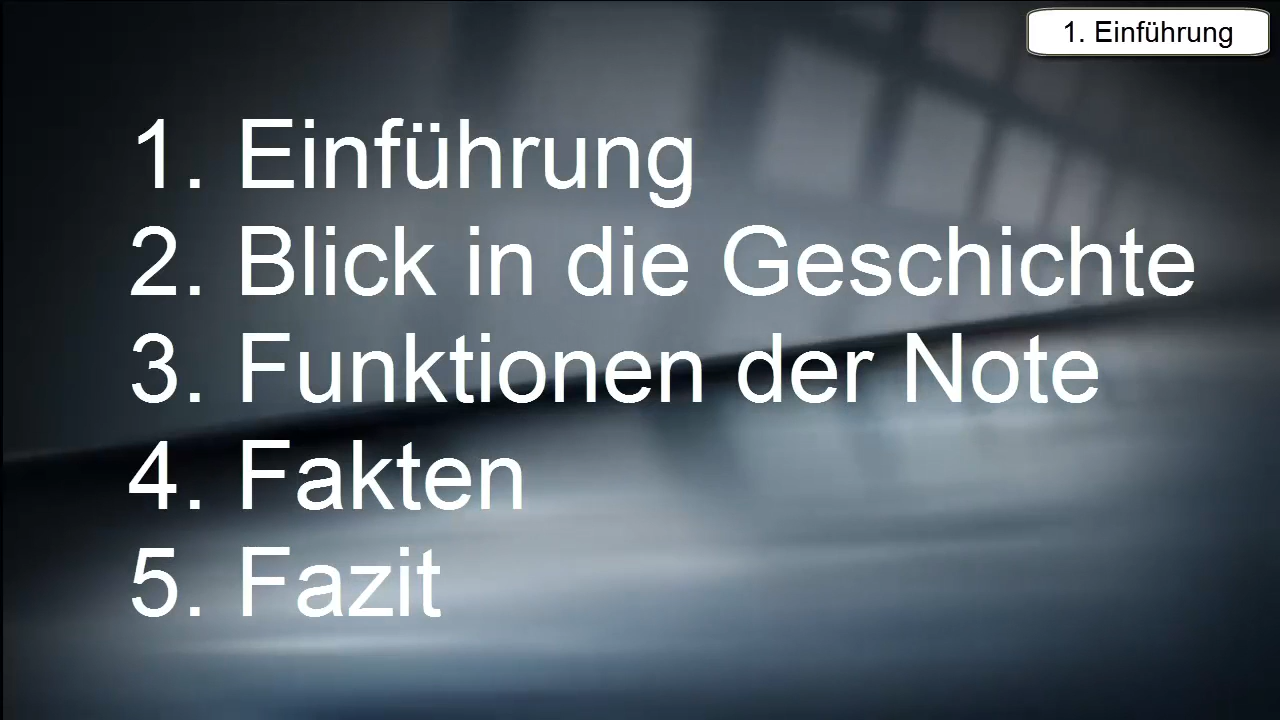 1. Einführung
1. Einführung
2. Blick in die Geschichte
3. Funktionen der Note
4. Fakten
5. Fazit